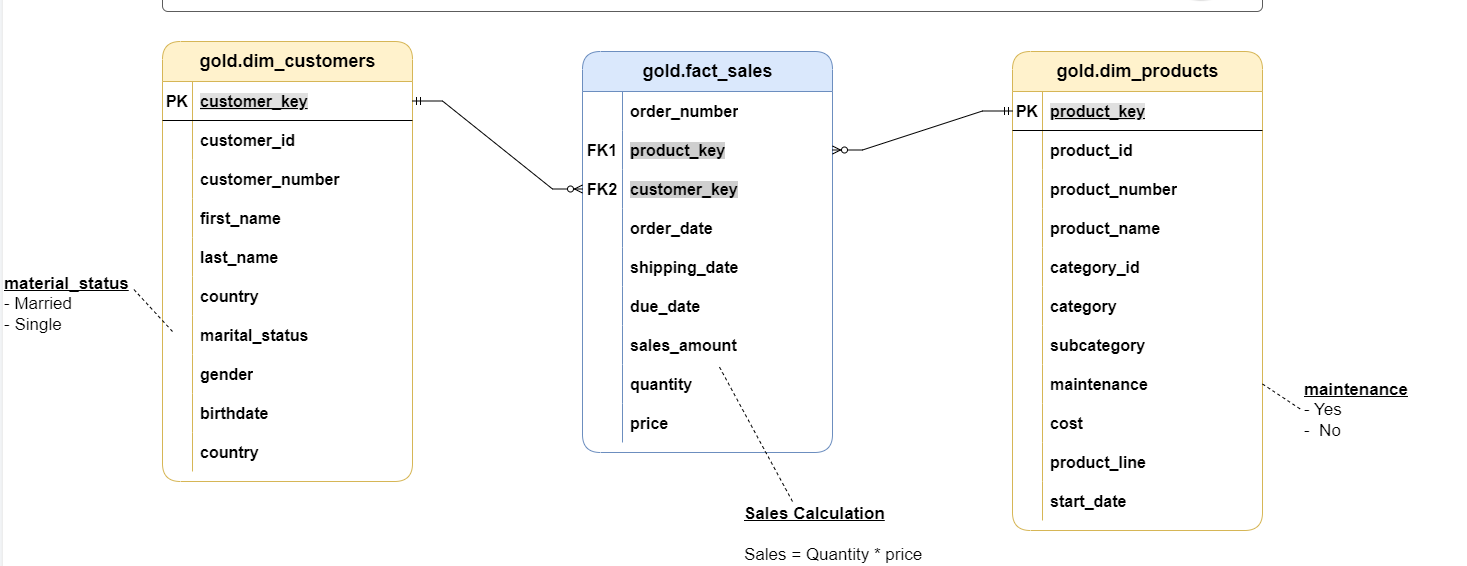 gold.dim_customers
PK customer_key
customer_id
customer_number
first_name
last_name
country
marital_status
gender
birthdate
country
material_status
- Married
- Single
gold.fact_sales
order_number
FK1 product_key
FK2 customer_key
order_date
shipping_date
due_date
sales_amount
quantity
price
Sales Calculation
Sales = Quantity * price
gold.dim_products
PK product_key
product_id
product_number
product_name
category_id
category
subcategory
maintenance
cost
product_line
start_date
maintenance
- Yes
- No